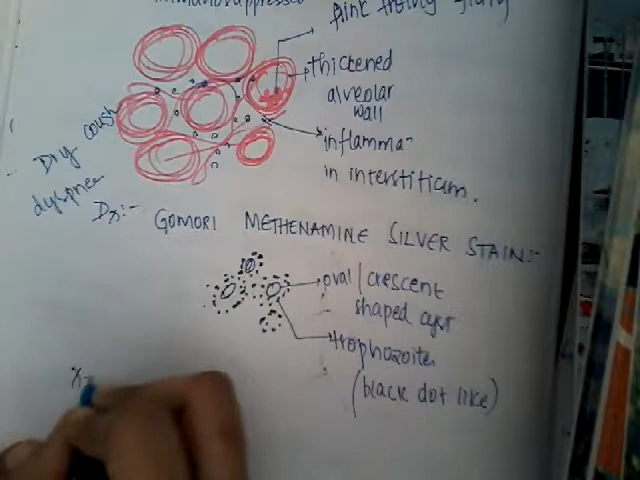 immunosuppressed
pink frothy
thickened
alveolar
wall
inflamma-
in interstitium.
Dry cough
dyspnea
Dx:-
GOMORI METHENAMINE SILVER STAIN:-
oval/crescent
shaped cyst
trophozoite
(black dot like)
X-